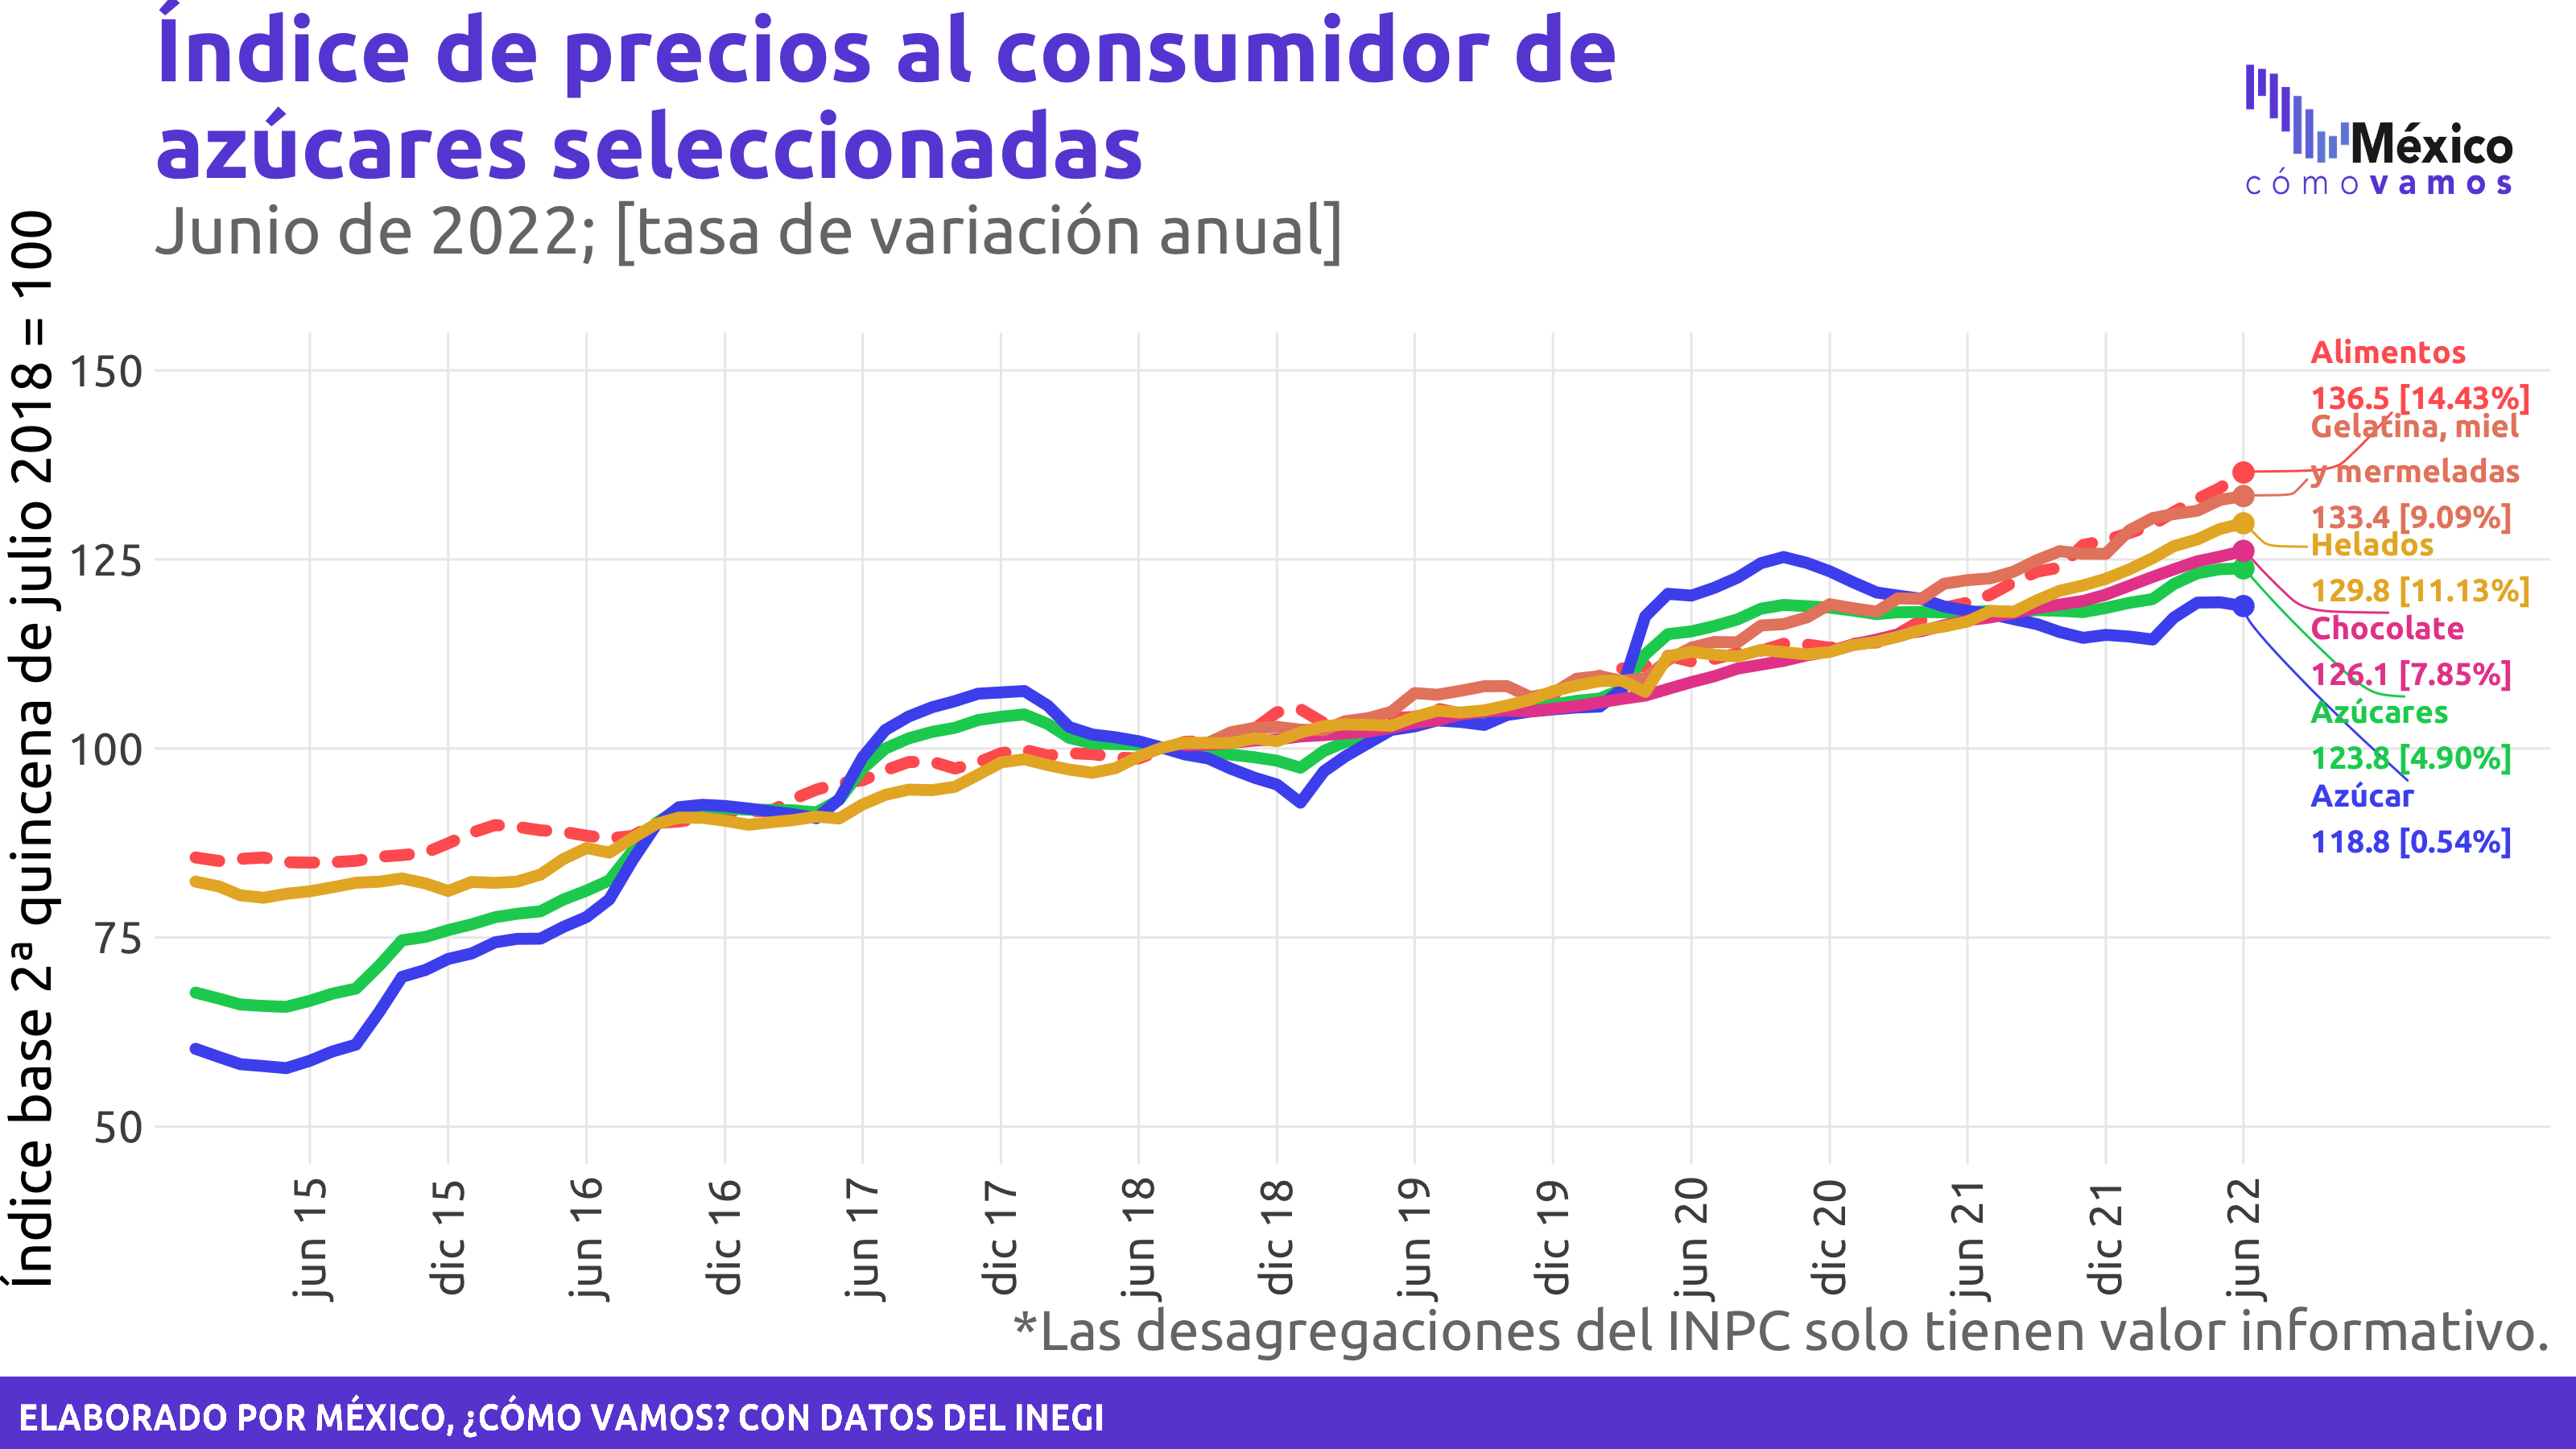 Índice de precios al consumidor de
azúcares seleccionadas
Junio de 2022; [tasa de variación anual]
México
cómo vamos
Índice base 2ª quincena de julio 2018 = 100
150
125
100
75
50
Alimentos
136.5 [14.43%]
Gelatina, miel
y mermeladas
133.4 [9.09%]
Helados
129.8 [11.13%]
Chocolate
126.1 [7.85%]
Azúcares
123.8 [4.90%]
Azúcar
118.8 [0.54%]
jun 15
dic 15
jun 16
dic 16
jun 17
dic 17
jun 18
dic 18
jun 19
dic 19
jun 20
dic 20
jun 21
dic 21
jun 22
*Las desagregaciones del INPC solo tienen valor informativo.
ELABORADO POR MÉXICO, ¿CÓMO VAMOS? CON DATOS DEL INEGI